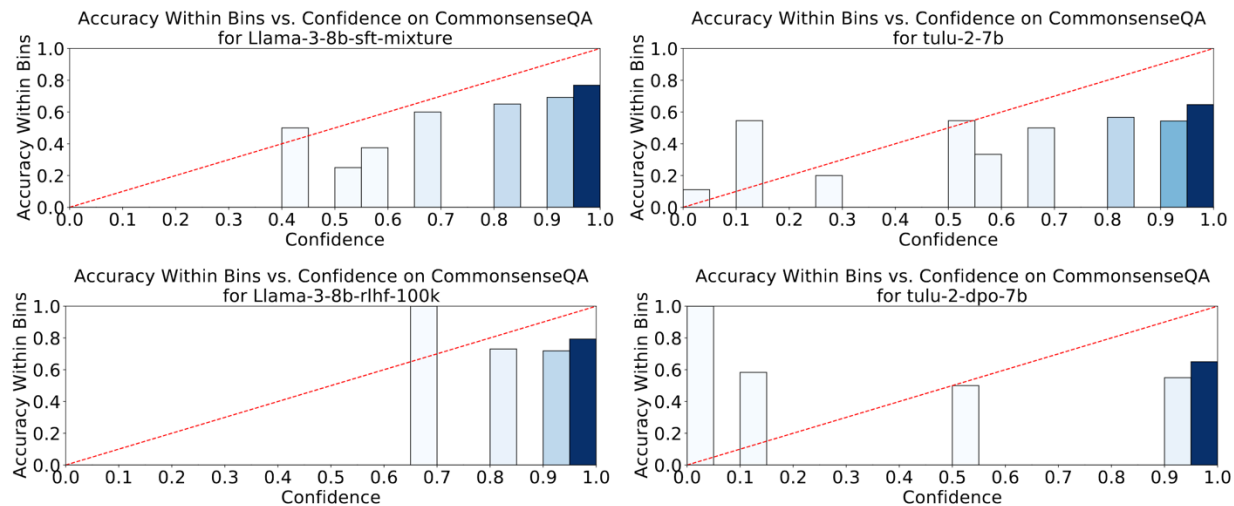 Accuracy Within Bins vs. Confidence on CommonsenseQA
for Llama-3-8b-sft-mixture
Accuracy Within Bins
1.0
0.8
0.6
0.4
0.2
0.0
0.0 0.1 0.2 0.3 0.4 0.5 0.6 0.7 0.8 0.9 1.0
Confidence
Accuracy Within Bins vs. Confidence on CommonsenseQA
for tulu-2-7b
Accuracy Within Bins
1.0
0.8
0.6
0.4
0.2
0.0
0.0 0.1 0.2 0.3 0.4 0.5 0.6 0.7 0.8 0.9 1.0
Confidence
Accuracy Within Bins vs. Confidence on CommonsenseQA
for Llama-3-8b-rlhf-100k
Accuracy Within Bins
1.0
0.8
0.6
0.4
0.2
0.0
0.0 0.1 0.2 0.3 0.4 0.5 0.6 0.7 0.8 0.9 1.0
Confidence
Accuracy Within Bins vs. Confidence on CommonsenseQA
for tulu-2-dpo-7b
Accuracy Within Bins
1.0
0.8
0.6
0.4
0.2
0.0
0.0 0.1 0.2 0.3 0.4 0.5 0.6 0.7 0.8 0.9 1.0
Confidence